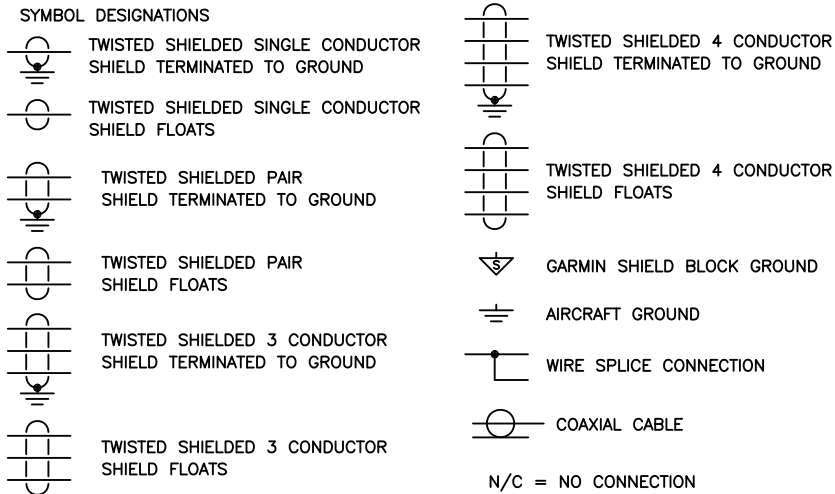 SYMBOL DESIGNATIONS
TWISTED SHIELDED SINGLE CONDUCTOR
SHIELD TERMINATED TO GROUND
TWISTED SHIELDED SINGLE CONDUCTOR
SHIELD FLOATS
TWISTED SHIELDED PAIR
SHIELD TERMINATED TO GROUND
TWISTED SHIELDED PAIR
SHIELD FLOATS
TWISTED SHIELDED 3 CONDUCTOR
SHIELD TERMINATED TO GROUND
TWISTED SHIELDED 3 CONDUCTOR
SHIELD FLOATS
TWISTED SHIELDED 4 CONDUCTOR
SHIELD TERMINATED TO GROUND
TWISTED SHIELDED 4 CONDUCTOR
SHIELD FLOATS
S
GARMIN SHIELD BLOCK GROUND
AIRCRAFT GROUND
WIRE SPLICE CONNECTION
COAXIAL CABLE
N/C = NO CONNECTION